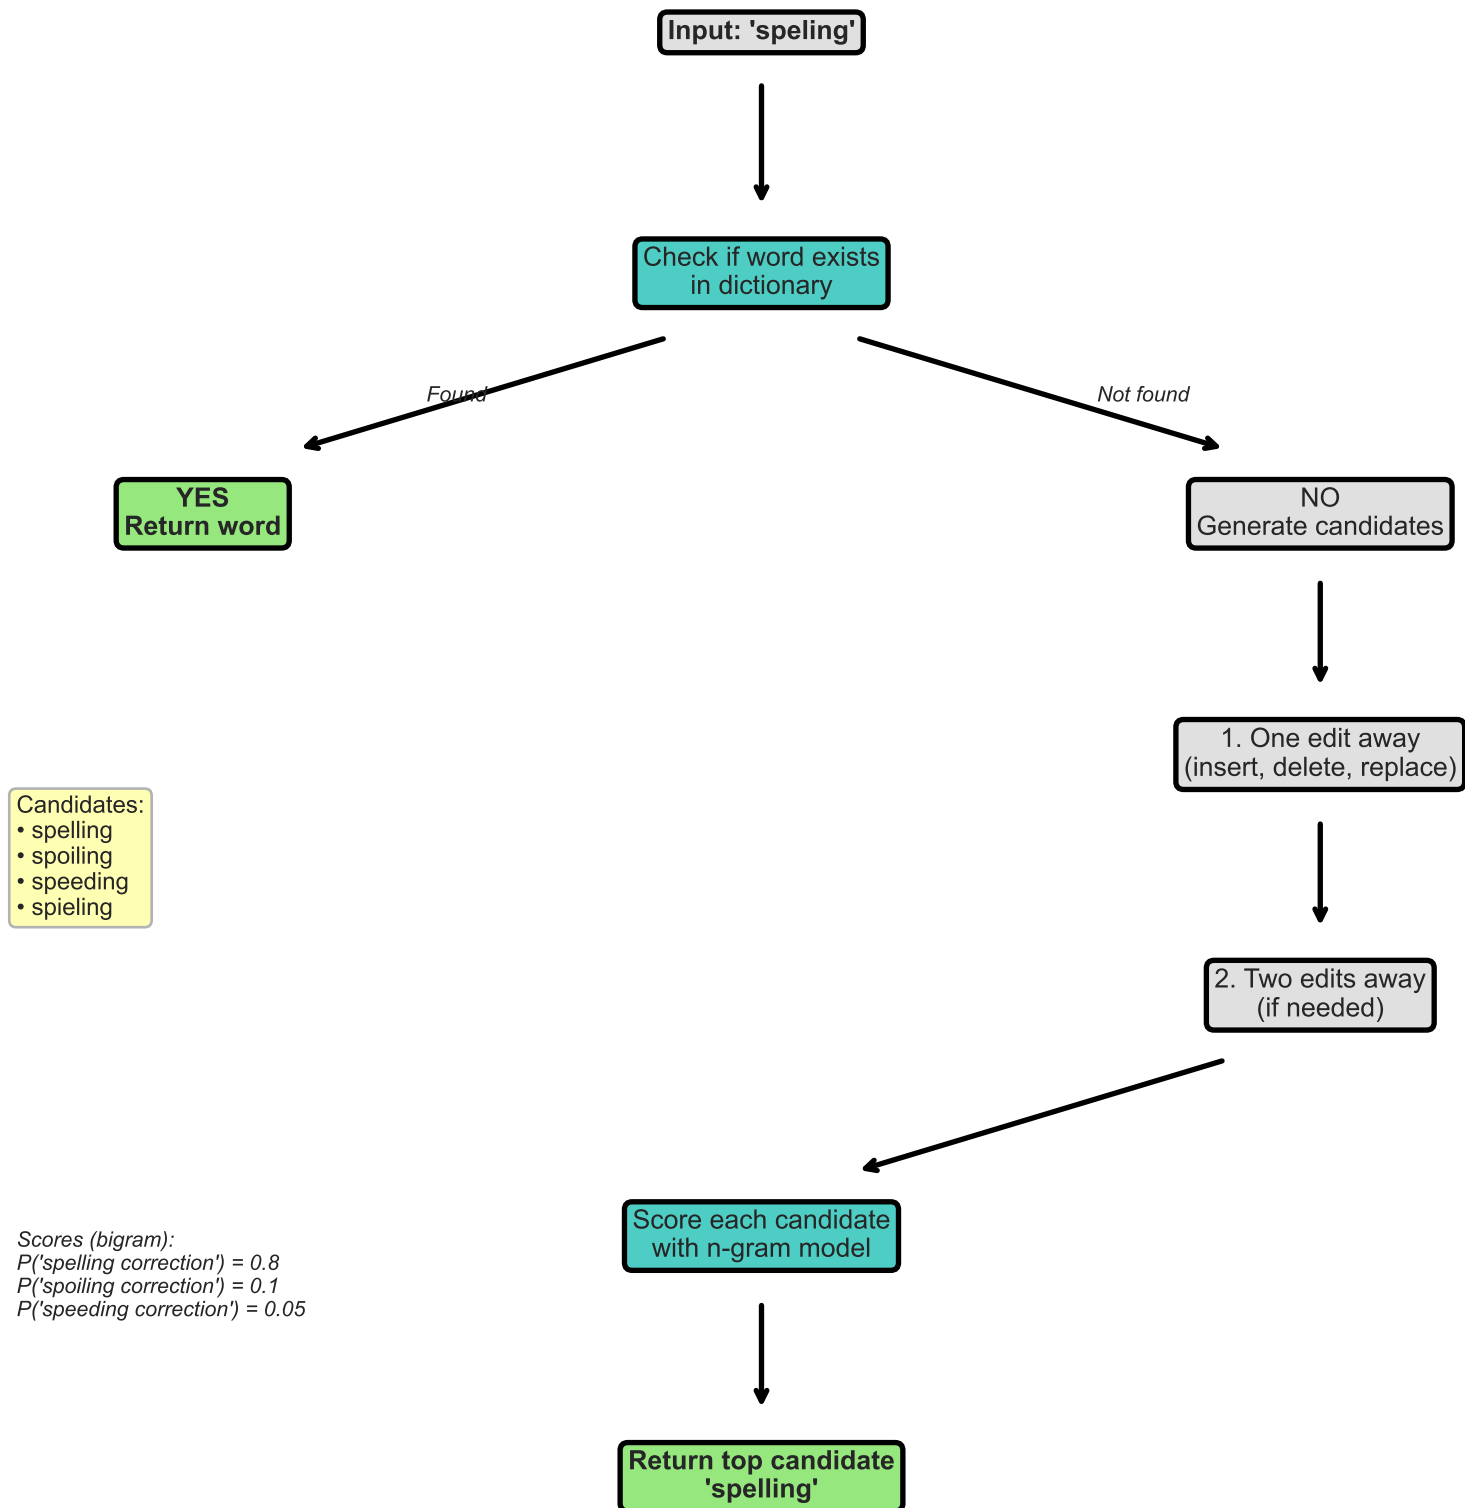 Input: 'speling'
Check if word exists
in dictionary
Found
Not found
YES
Return word
NO
Generate candidates
1. One edit away
(insert, delete, replace)
Candidates:
• spelling
• spoiling
• speeding
• spieling
2. Two edits away
(if needed)
Score each candidate
with n-gram model
Scores (bigram):
P('spelling correction') = 0.8
P('spoiling correction') = 0.1
P('speeding correction') = 0.05
Return top candidate
'spelling'